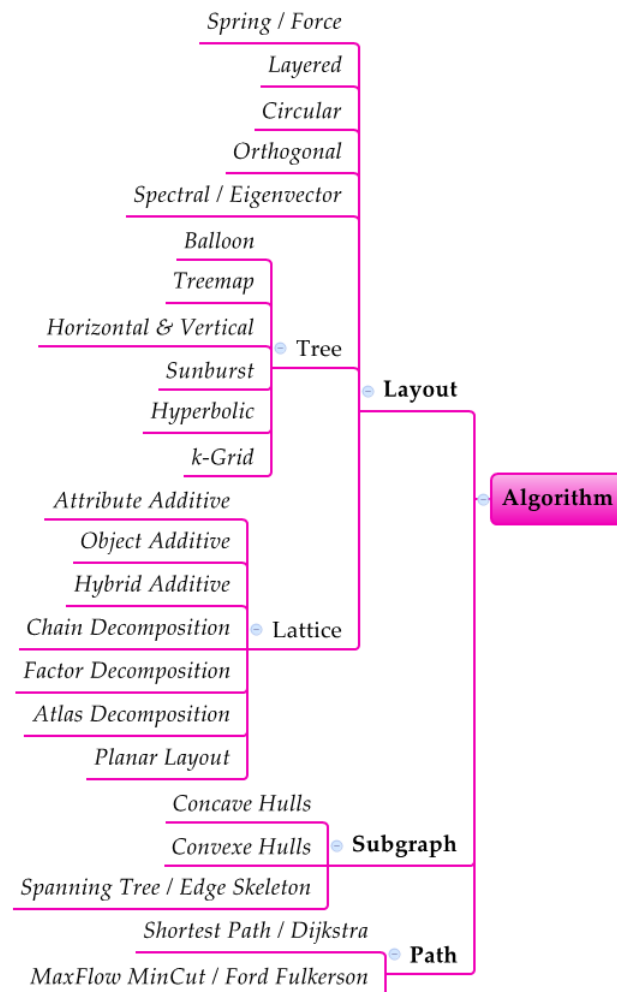 Spring / Force
Layered
Circular
Orthogonal
Spectral / Eigenvector
Balloon
Treemap
Horizontal & Vertical
Tree
Sunburst
Layout
Hyperbolic
k-Grid
Algorithm
Attribute Additive
Object Additive
Hybrid Additive
Chain Decomposition
Lattice
Factor Decomposition
Atlas Decomposition
Planar Layout
Concave Hulls
Convexe Hulls
Subgraph
Spanning Tree / Edge Skeleton
Shortest Path / Dijkstra
Path
MaxFlow MinCut / Ford Fulkerson